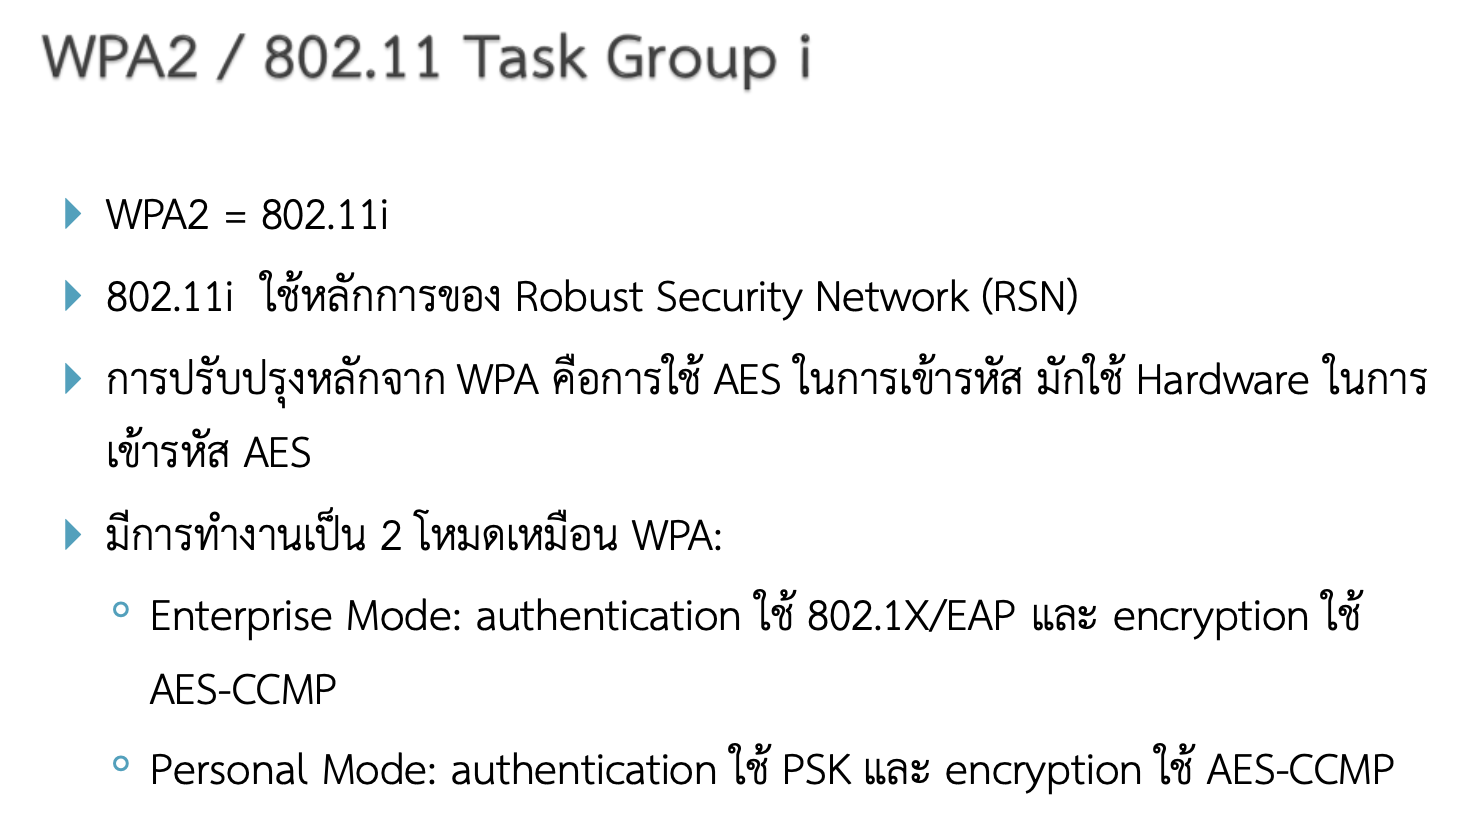 WPA2 / 802.11 Task Group i
WPA2 = 802.11i
802.11i ใช้หลักการของ Robust Security Network (RSN)
การปรับปรุงหลักจาก WPA คือการใช้ AES ในการเข้ารหัส มักใช้ Hardware ในการ
เข้ารหัส AES
มีการทำงานเป็น 2 โหมดเหมือน WPA:
Enterprise Mode: authentication ใช้ 802.1X/EAP และ encryption ใช้
AES-CCMP
Personal Mode: authentication ใช้ PSK และ encryption ใช้ AES-CCMP